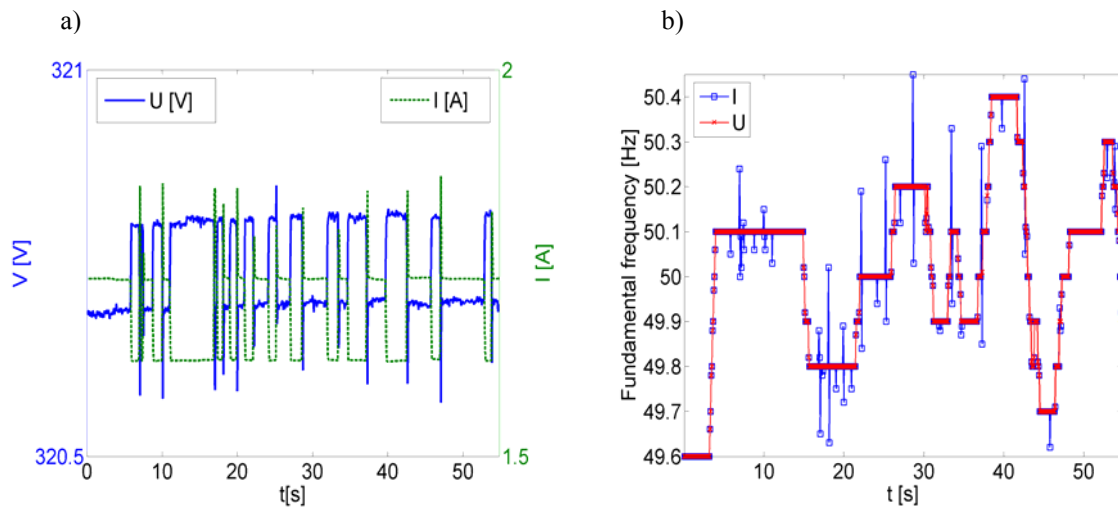 a)
321
2
U [V]
I [A]
V [V]
I [A]
320.5
1.5
0 10 20 30 40 50
t[s]
b)
I
U
50.4
50.3
50.2
50.1
50
49.9
49.8
49.7
49.6
Fundamental frequency [Hz]
10 20 30 40 50
t [s]